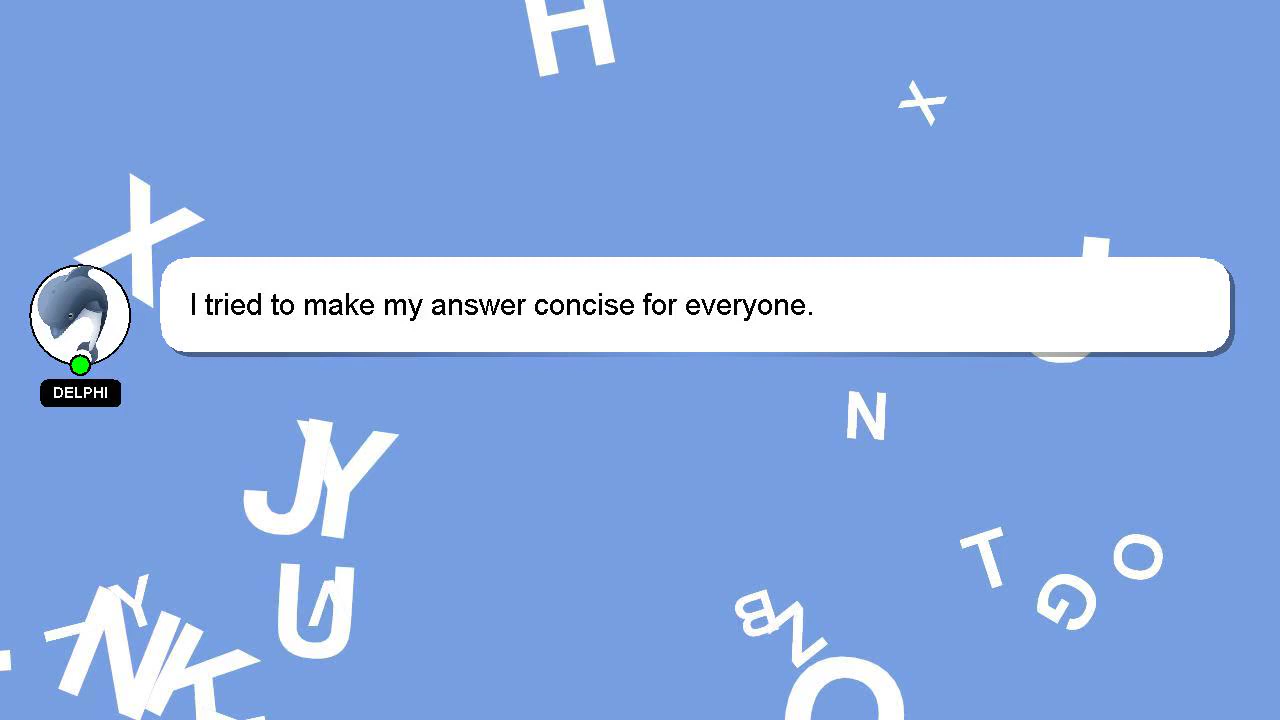 H
X
X
I tried to make my answer concise for everyone.
DELPHI
N
J
Y
T
O
G
U
Y
B
Z
N
K
O